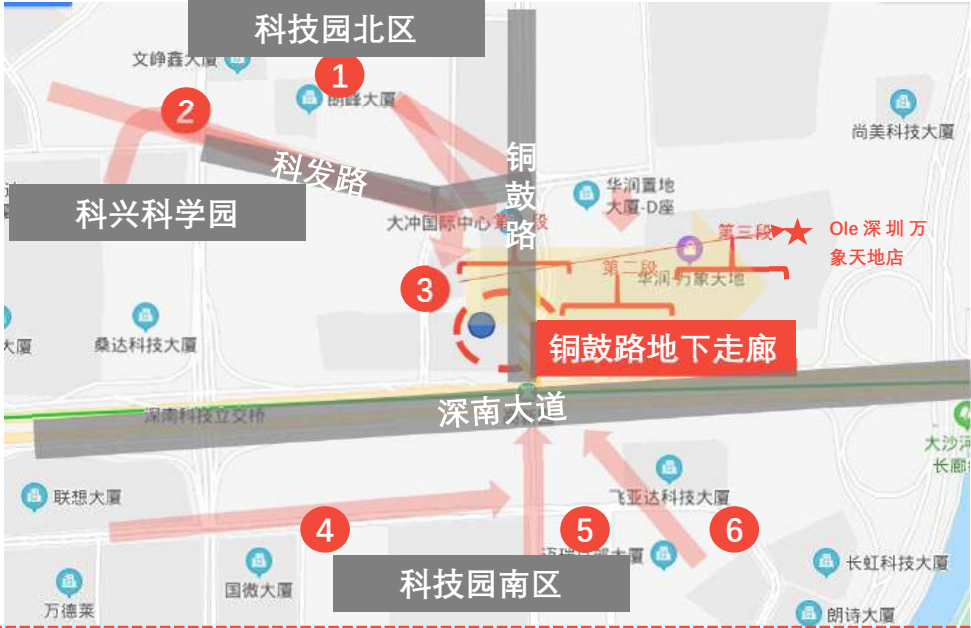 科技园北区
文峥鑫大厦
1
朗峰大厦
2
尚美科技大厦
铜鼓路
科发路
华润置地
大厦-D座
科兴科学园
大冲国际中心
段
第三段
Ole 深 圳 万
象天地店
第二段
华润万象天地
3
大厦
桑达科技大厦
铜鼓路地下走廊
深南大道
深南科技立交桥
大沙河
长廊
联想大厦
飞亚达科技大厦
4
5
6
大厦
长虹科技大厦
国微大厦
科技园南区
万德莱
朗诗大厦